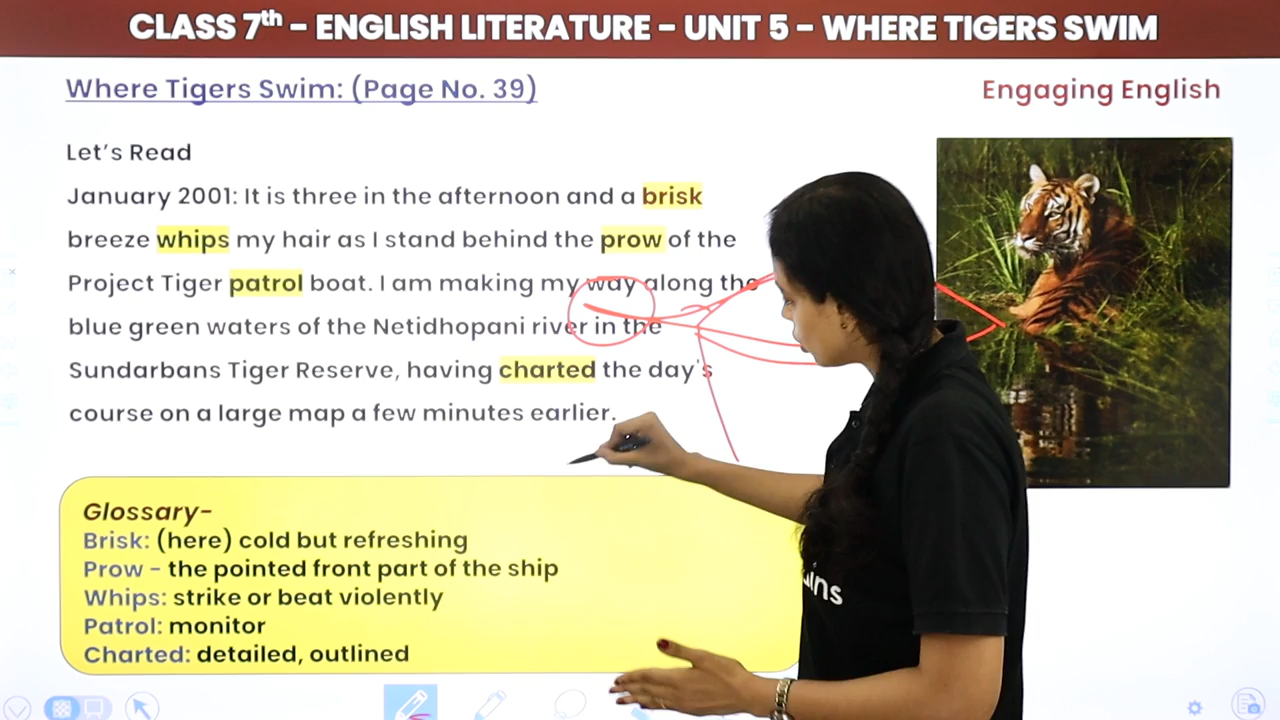 CLASS 7th – ENGLISH LITERATURE – UNIT 5 – WHERE TIGERS SWIM
Where Tigers Swim: (Page No. 39)
Engaging English
Let's Read
January 2001: It is three in the afternoon and a brisk
breeze whips my hair as I stand behind the prow of the
Project Tiger patrol boat. I am making my way along the
blue green waters of the Netidhopani river in the
Sundarbans Tiger Reserve, having charted the day's
course on a large map a few minutes earlier.
Glossary-
Brisk: (here) cold but refreshing
Prow - the pointed front part of the ship
Whips: strike or beat violently
Patrol: monitor
Charted: detailed, outlined